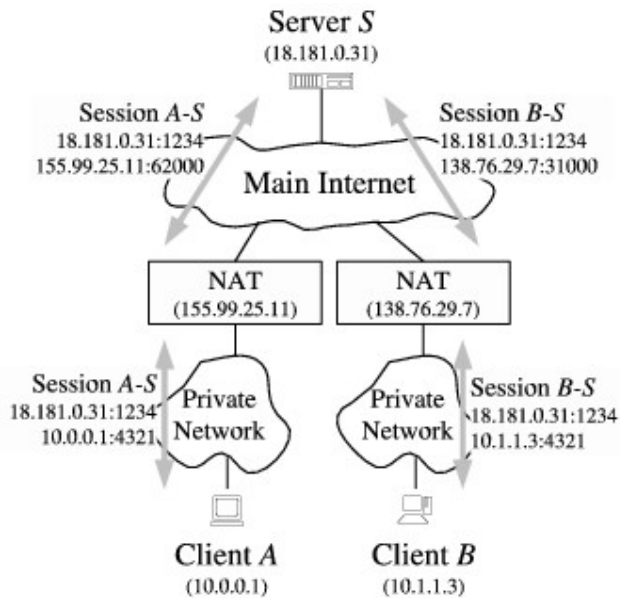 Server S
(18.181.0.31)
Session A-S
18.181.0.31:1234
155.99.25.11:62000
Session B-S
18.181.0.31:1234
138.76.29.7:31000
Main Internet
NAT
(155.99.25.11)
NAT
(138.76.29.7)
Session A-S
18.181.0.31:1234
10.0.0.1:4321
Private
Network
Private
Network
Session B-S
18.181.0.31:1234
10.1.1.3:4321
Client A
(10.0.0.1)
Client B
(10.1.1.3)